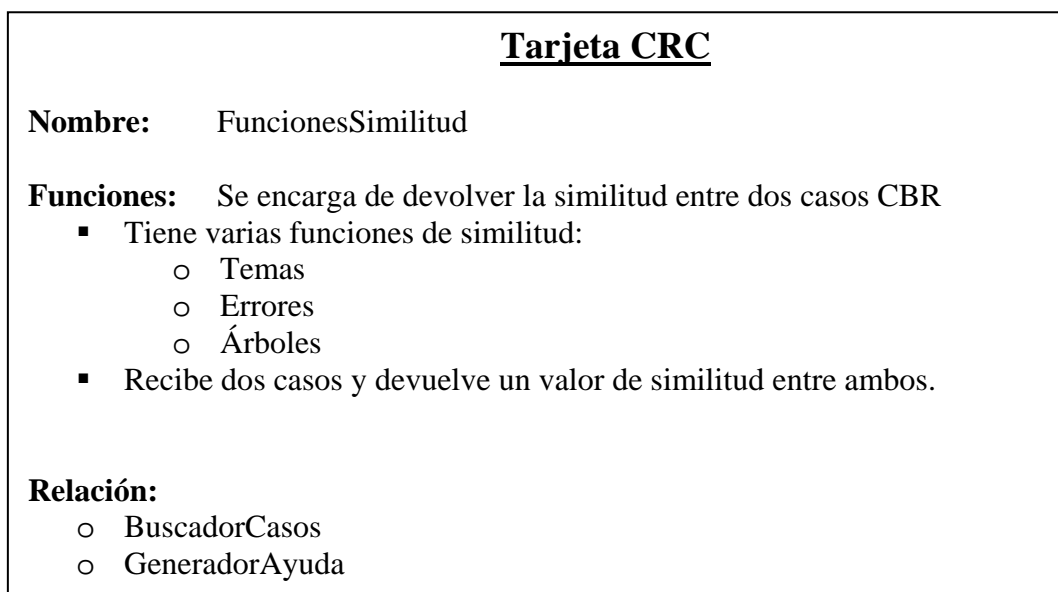 Tarjeta CRC
Nombre: FuncionesSimilitud
Funciones: Se encarga de devolver la similitud entre dos casos CBR
▪ Tiene varias funciones de similitud:
o Temas
o Errores
o Árboles
▪ Recibe dos casos y devuelve un valor de similitud entre ambos.
Relación:
o BuscadorCasos
o GeneradorAyuda